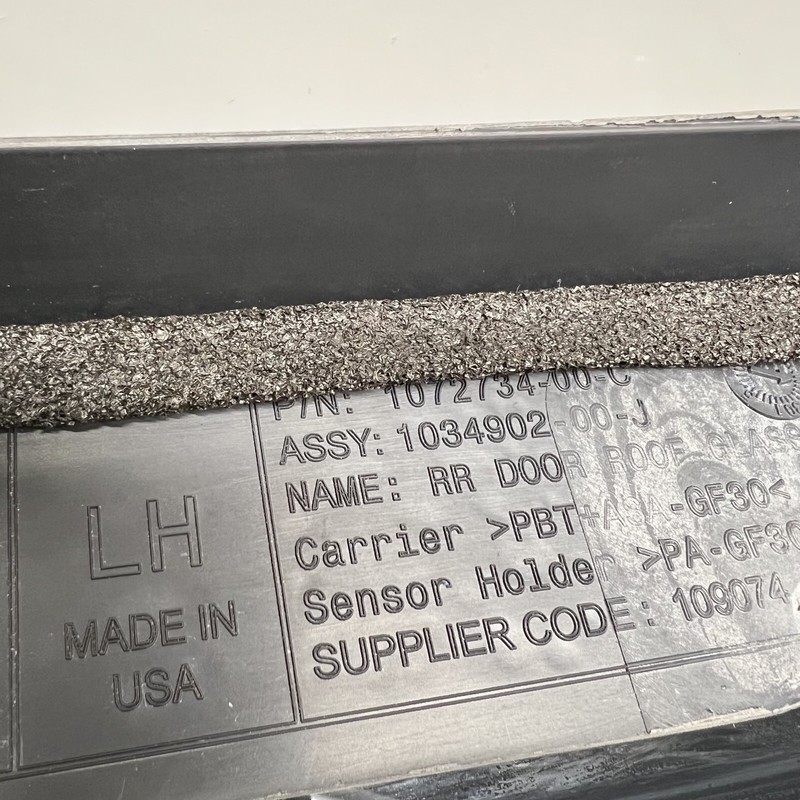 LH
MADE IN
USA
P/N: 1072734-00-C
ASSY: 1034902-00-J
NAME: RR DOOR ROOF GLASS
Carrier >PBT+ASA-GF30<
Sensor Holder >PA-GF30
SUPPLIER CODE: 109074